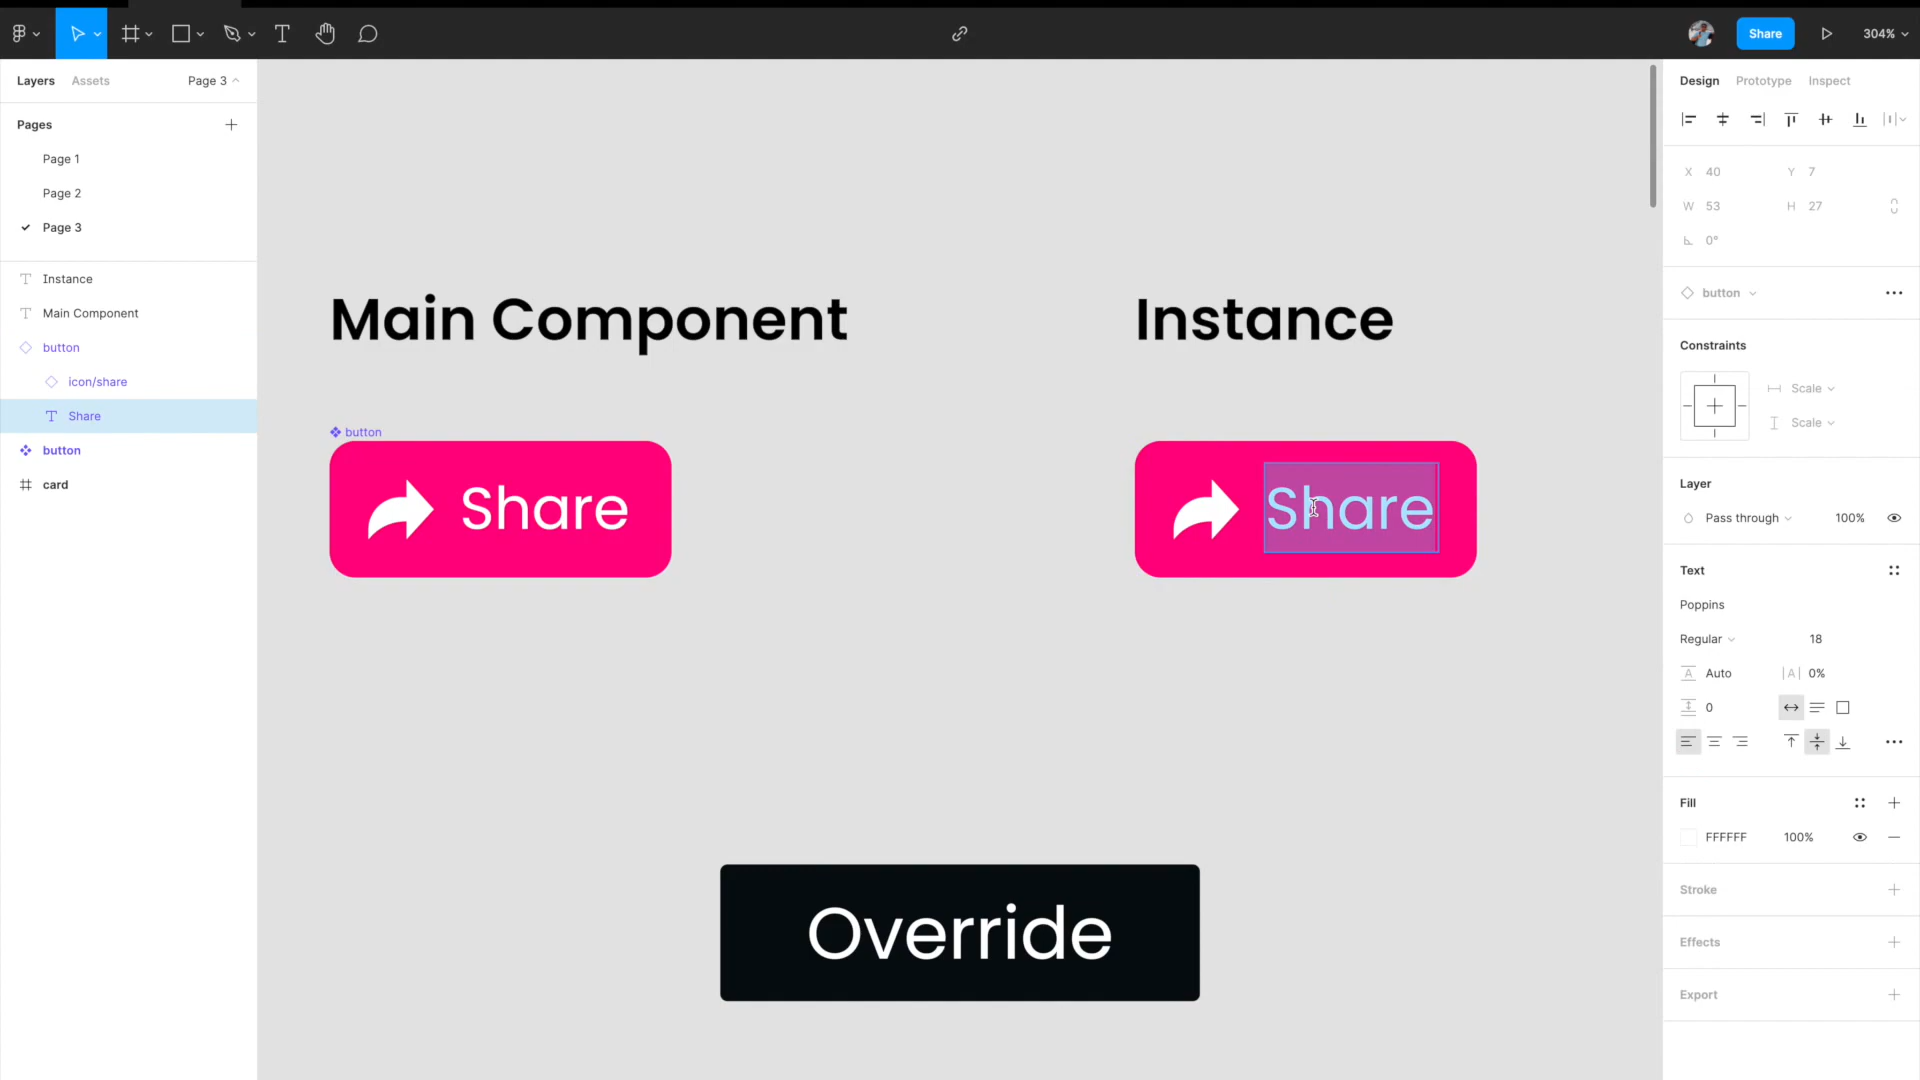 Share
304%
Layers
Assets
Page 3
Design
Prototype
Inspect
Pages
Page 1
Page 2
Page 3
X 40
Y 7
W 53
H 27
0°
Instance
Main Component
button
icon/share
Share
button
card
Main Component
Instance
button
Share
Share
Override
button
Constraints
Scale
Scale
Layer
Pass through
100%
Text
Poppins
Regular
18
A Auto
|A| 0%
0
Fill
FFFFFF
100%
Stroke
Effects
Export